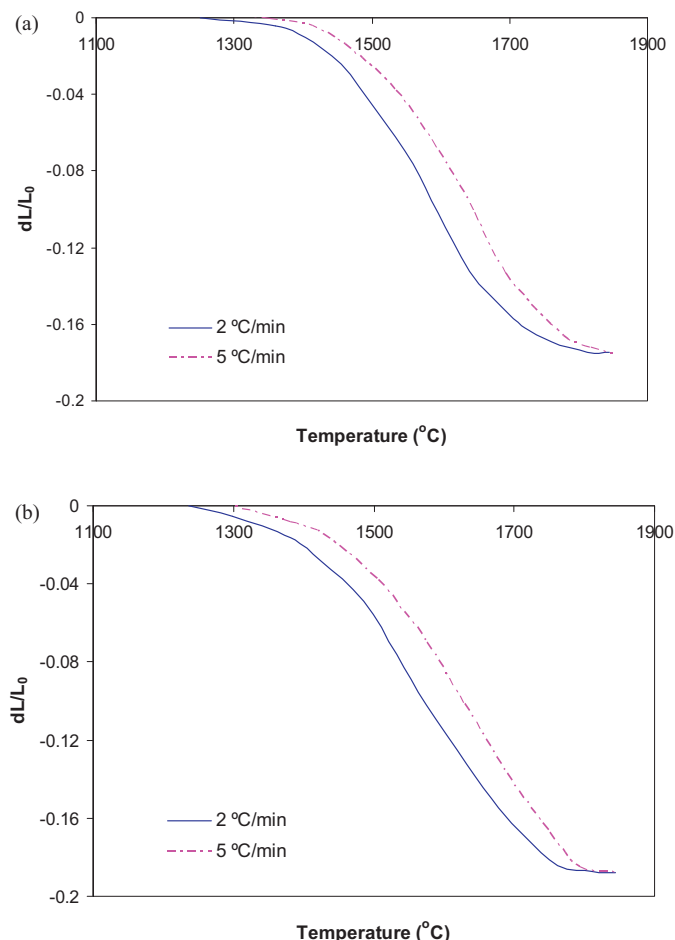 (a)
0
1100 1300 1500 1700 1900
-0.04
-0.08
dL/L0
-0.12
-0.16
2 ºC/min
5 ºC/min
-0.2
Temperature (oC)
(b)
0
1100 1300 1500 1700 1900
-0.04
-0.08
dL/L0
-0.12
-0.16
2 ºC/min
5 ºC/min
-0.2
Temperature (oC)